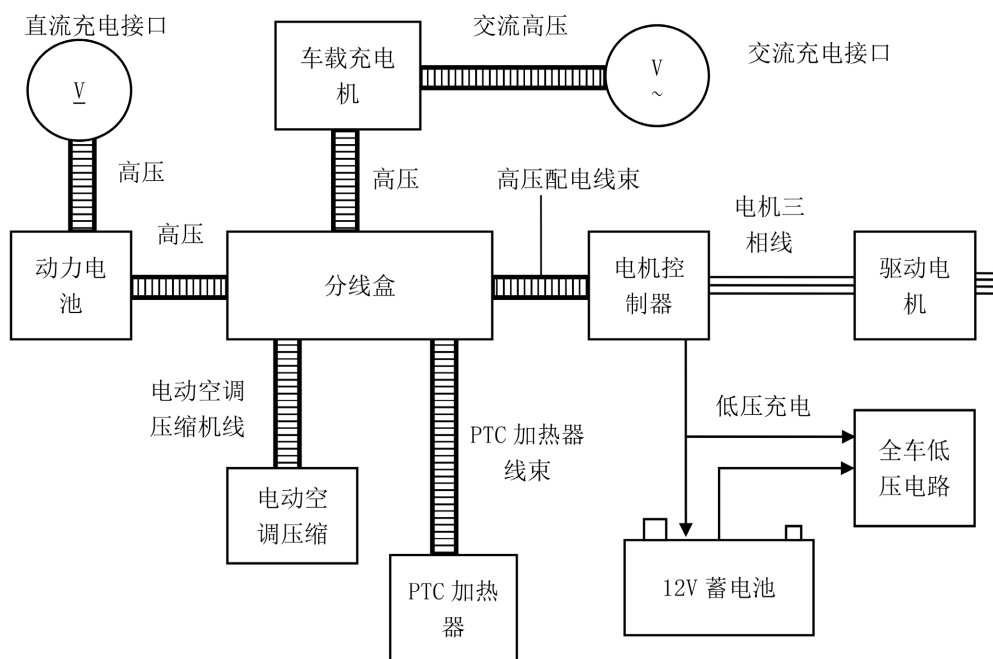 直流充电接口
V
车载充电
机
交流高压
V
~
交流充电接口
高压
高压
高压配电线束
电机三
相线
动力电
池
高压
分线盒
电机控
制器
驱动电
机
电动空调
压缩机线
PTC 加热器
线束
低压充电
全车低
压电路
电动空
调压缩
PTC 加热
器
12V 蓄电池